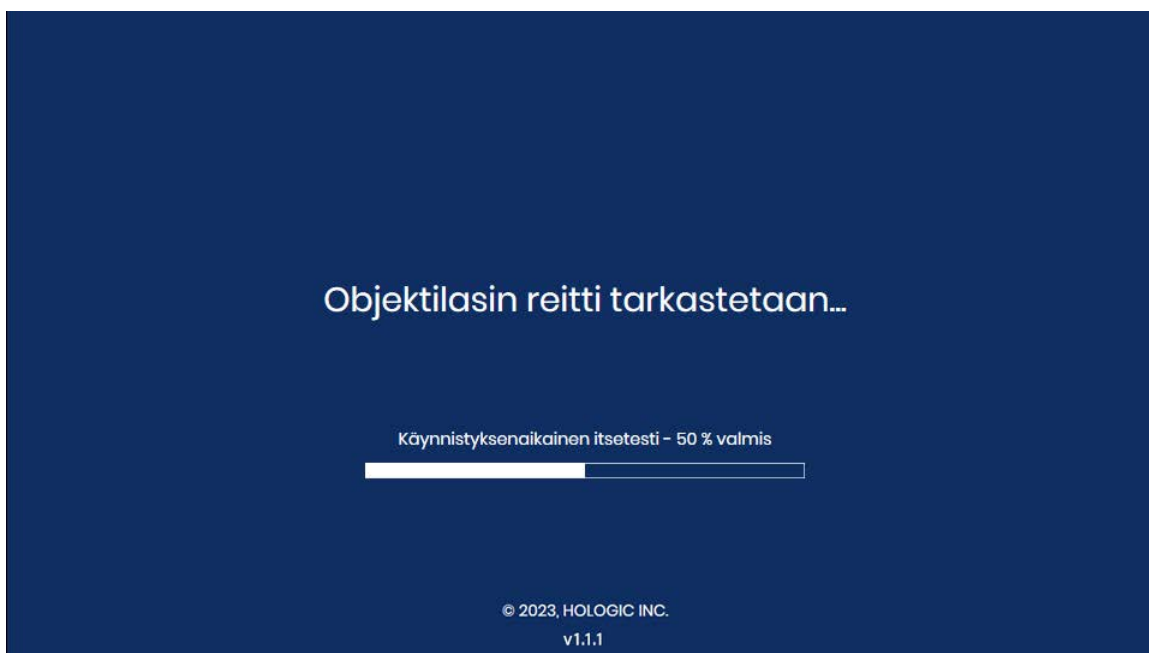 Objektilasin reitti tarkastetaan...
Käynnistyksenaikainen itsetesti - 50 % valmis
© 2023, HOLOGIC INC.
v1.1.1